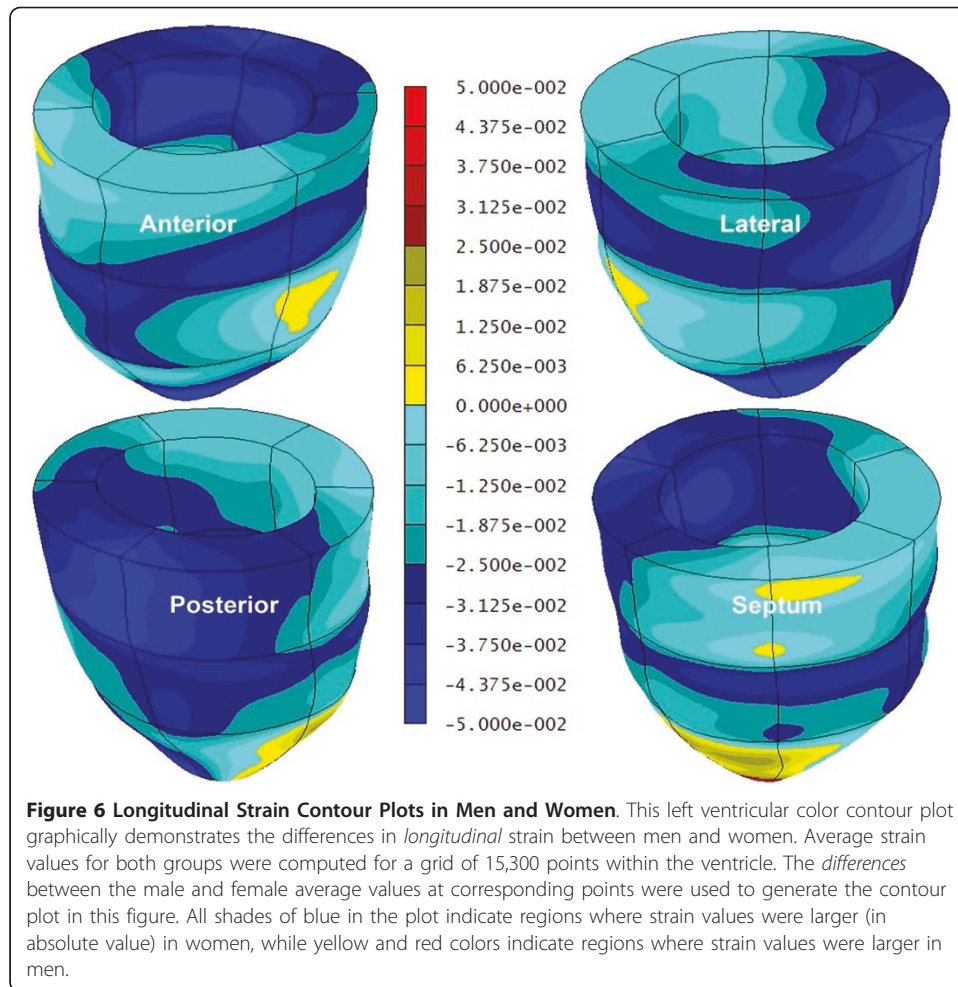 Anterior
Lateral
5.000e-002
4.375e-002
3.750e-002
3.125e-002
2.500e-002
1.875e-002
1.250e-002
6.250e-003
0.000e+000
-6.250e-003
-1.250e-002
-1.875e-002
-2.500e-002
-3.125e-002
-3.750e-002
-4.375e-002
-5.000e-002
Posterior
Septum
Figure 6 Longitudinal Strain Contour Plots in Men and Women. This left ventricular color contour plot
graphically demonstrates the differences in longitudinal strain between men and women. Average strain
values for both groups were computed for a grid of 15,300 points within the ventricle. The differences
between the male and female average values at corresponding points were used to generate the contour
plot in this figure. All shades of blue in the plot indicate regions where strain values were larger (in
absolute value) in women, while yellow and red colors indicate regions where strain values were larger in
men.